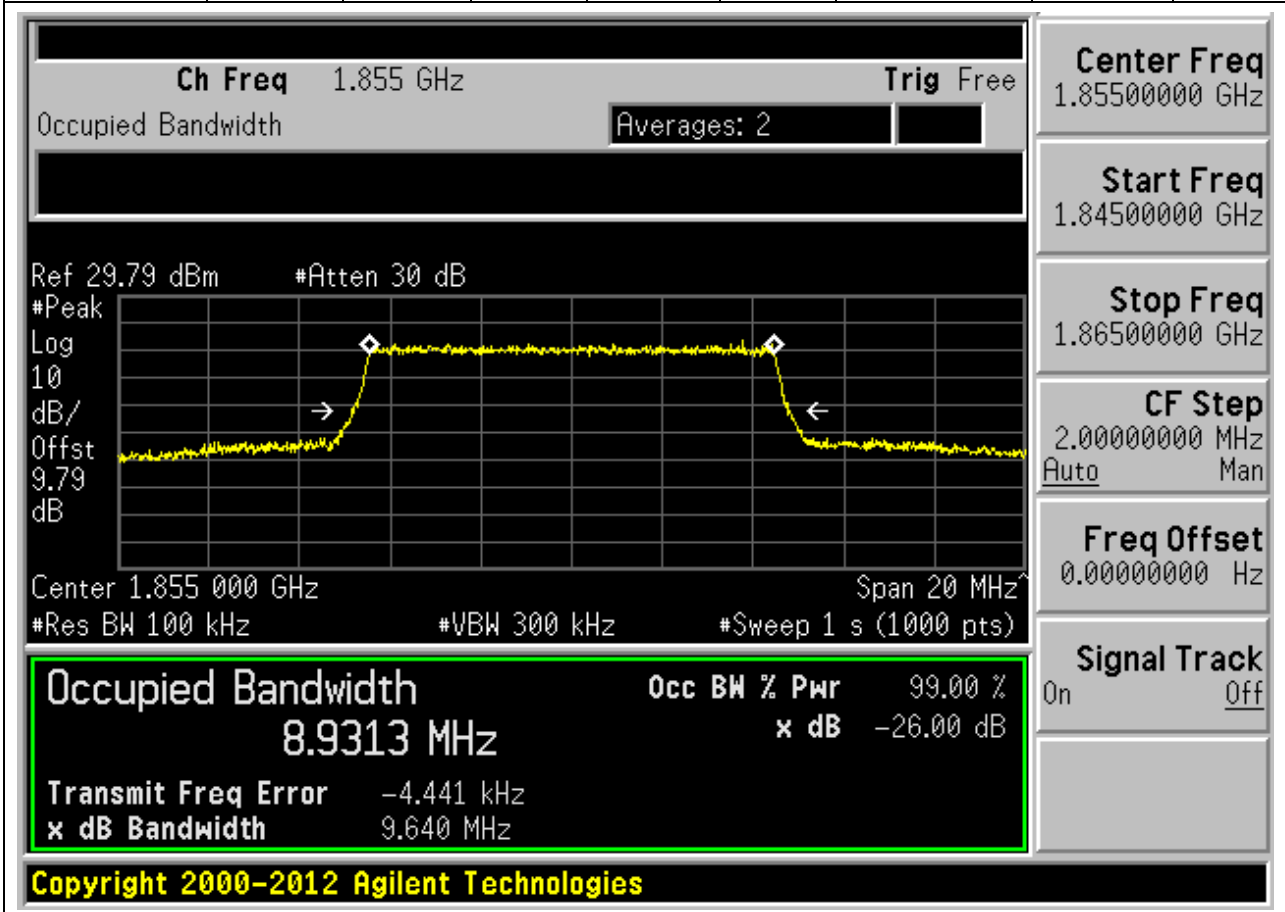 Ch Freq 1.855 GHz Trig Free
Occupied Bandwidth Averages: 2
Ref 29.79 dBm #Atten 30 dB
#Peak
Log
10
dB/
Offst
9.79
dB
Center 1.855 000 GHz Span 20 MHz^
#Res BW 100 kHz #VBW 300 kHz #Sweep 1 s (1000 pts)
Occupied Bandwidth Occ BW % Pwr 99.00 %
8.9313 MHz x dB -26.00 dB
Transmit Freq Error -4.441 kHz
x dB Bandwidth 9.640 MHz
Copyright 2000-2012 Agilent Technologies
Center Freq
1.85500000 GHz
Start Freq
1.84500000 GHz
Stop Freq
1.86500000 GHz
CF Step
2.00000000 MHz
Auto Man
Freq Offset
0.00000000 Hz
Signal Track
On Off